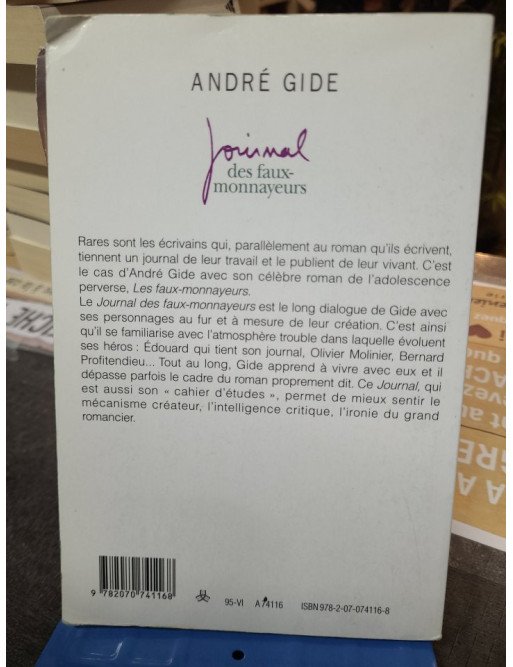 ANDRÉ GIDE
Journal
des faux-
monnayeurs
Rares sont les écrivains qui, parallèlement au roman qu'ils écrivent,
tiennent un journal de leur travail et le publient de leur vivant. C'est
le cas d'André Gide avec son célèbre roman de l'adolescence
perverse, Les faux-monnayeurs.
Le Journal des faux-monnayeurs est le long dialogue de Gide avec
ses personnages au fur et à mesure de leur création. C'est ainsi
qu'il se familiarise avec l'atmosphère trouble dans laquelle évoluent
ses héros : Édouard qui tient son journal, Olivier Molinier, Bernard
Profitendieu... Tout au long, Gide apprend à vivre avec eux et il
dépasse parfois le cadre du roman proprement dit. Ce Journal, qui
est aussi son « cahier d'études », permet de mieux sentir le
mécanisme créateur, l'intelligence critique, l'ironie du grand
romancier.
9 782070 741168
95-VI A 74116 ISBN 978-2-07-074116-8